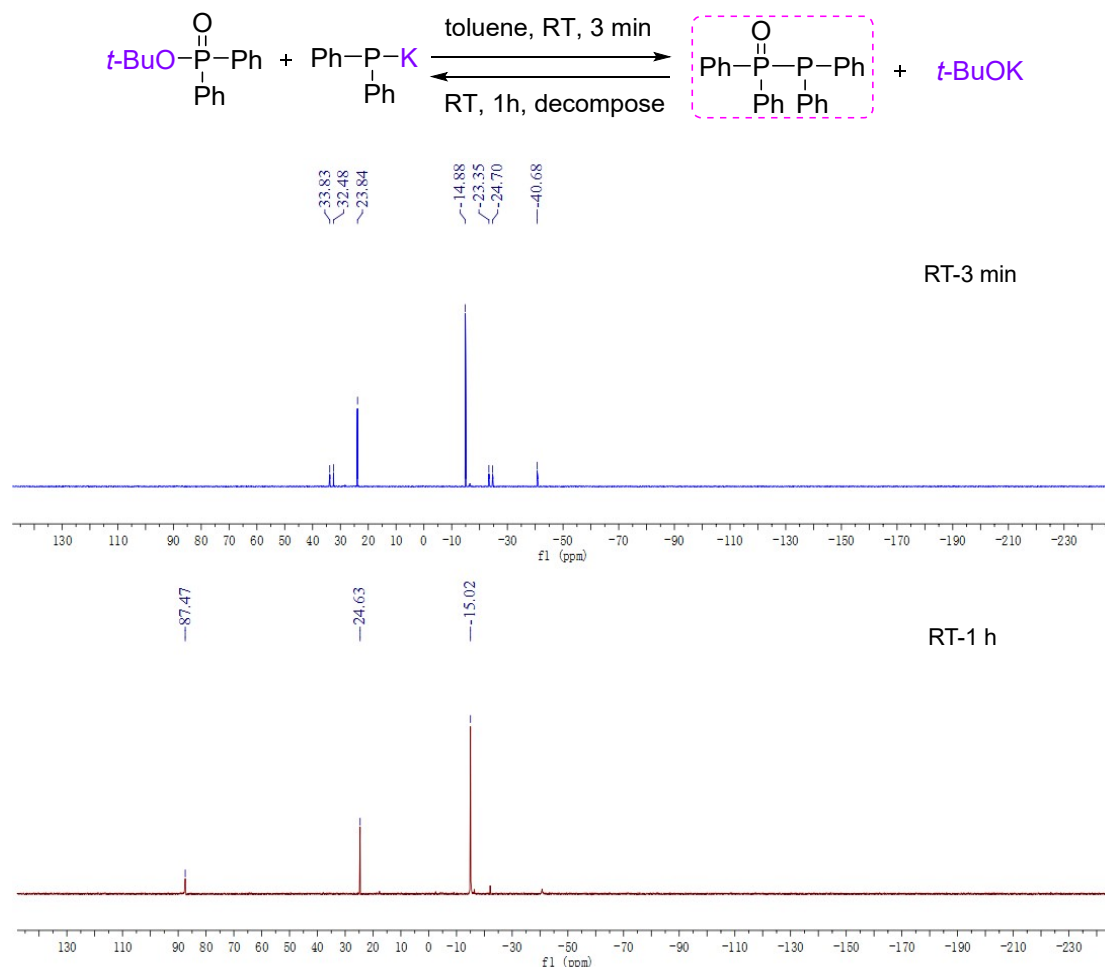 O O
t-BuO P Ph + Ph P K toluene, RT, 3 min Ph P P Ph + t-BuOK
Ph Ph RT, 1h, decompose Ph Ph
33.83
32.48
23.84
-14.88
-23.35
-24.70
-40.68
RT-3 min
130 110 90 80 70 60 50 40 30 20 10 0 -10 -30 -50 -70 -90 -110 -130 -150 -170 -190 -210 -230
f1 (ppm)
87.47
24.63
-15.02
RT-1 h
130 110 90 80 70 60 50 40 30 20 10 0 -10 -30 -50 -70 -90 -110 -130 -150 -170 -190 -210 -230
f1 (ppm)